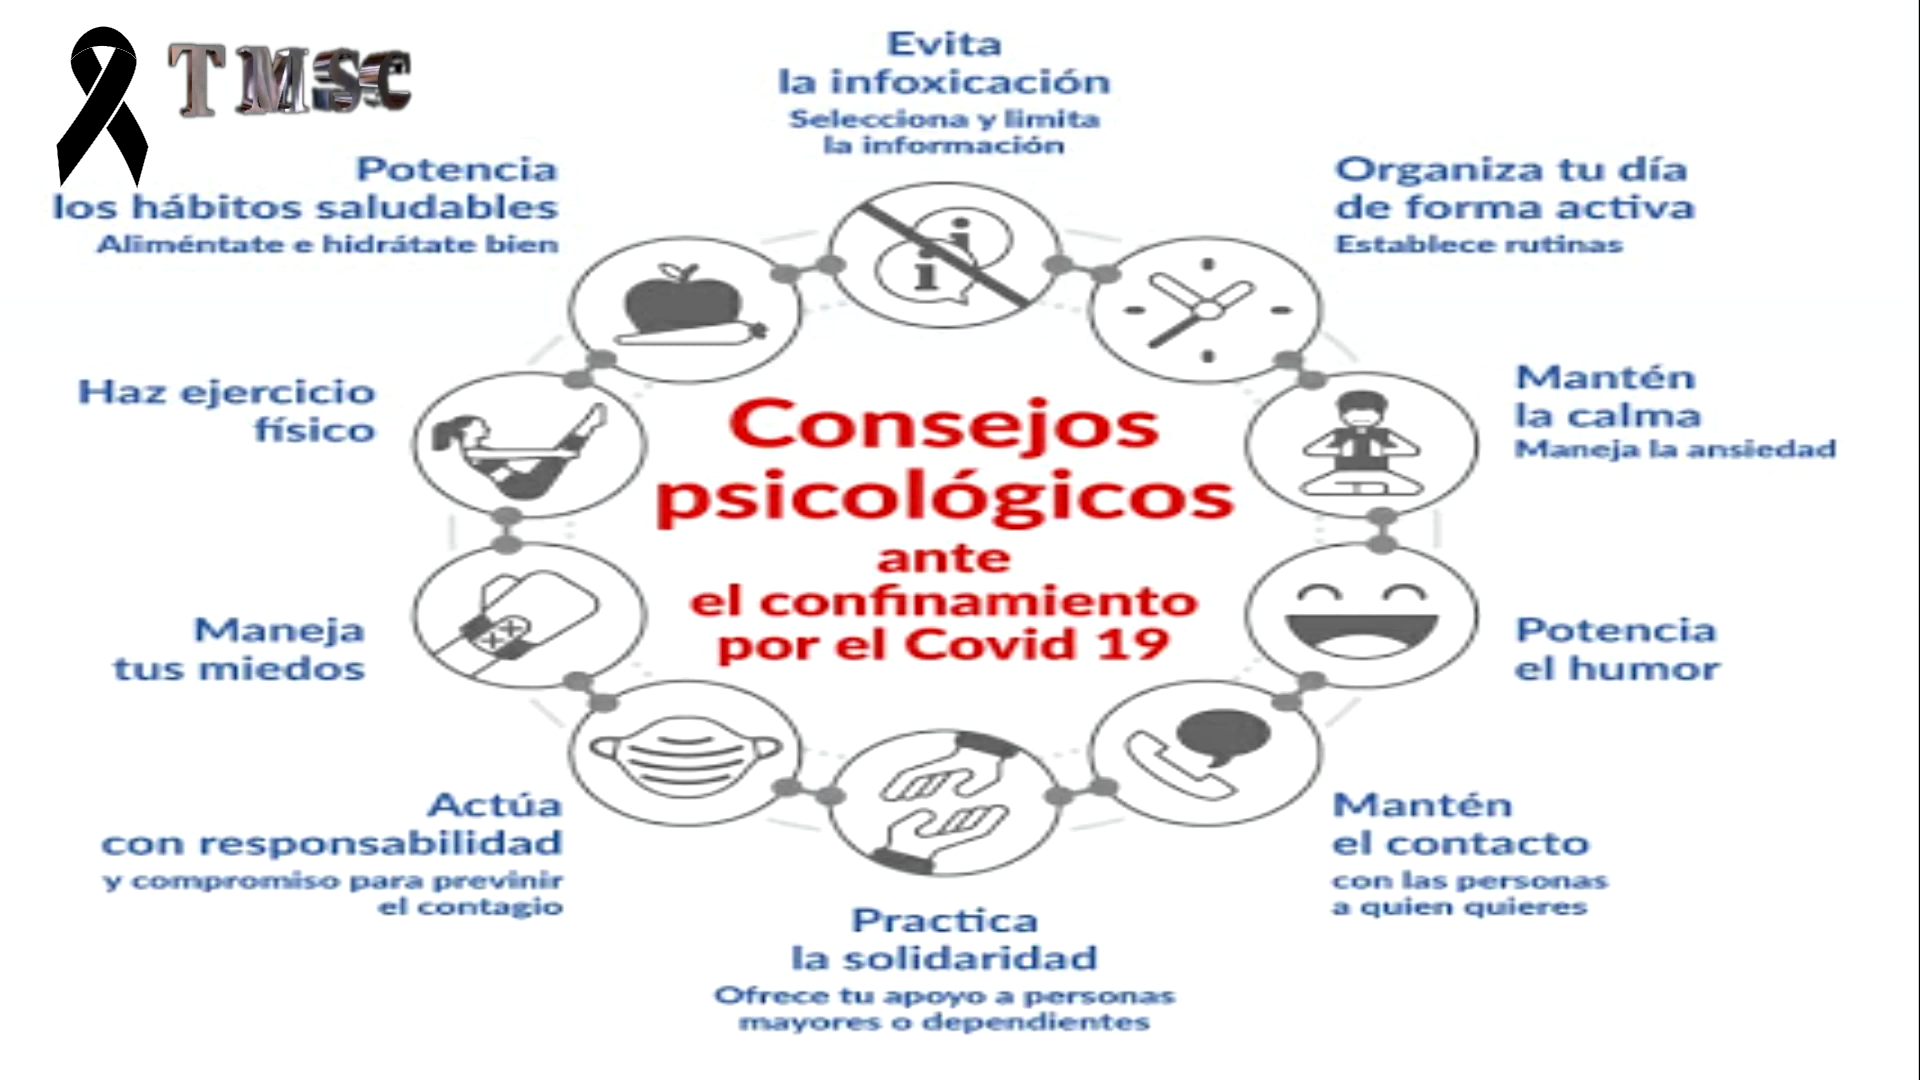 TMSC
Evita
la infoxicación
Selecciona y limita
la información
Organiza tu día
de forma activa
Establece rutinas
Mantén
la calma
Maneja la ansiedad
Potencia
el humor
Mantén
el contacto
con las personas
a quien quieres
Practica
la solidaridad
Ofrece tu apoyo a personas
mayores o dependientes
Actúa
con responsabilidad
y compromiso para previnir
el contagio
Maneja
tus miedos
Haz ejercicio
físico
Potencia
los hábitos saludables
Aliméntate e hidrátate bien
Consejos
psicológicos
ante
el confinamiento
por el Covid 19